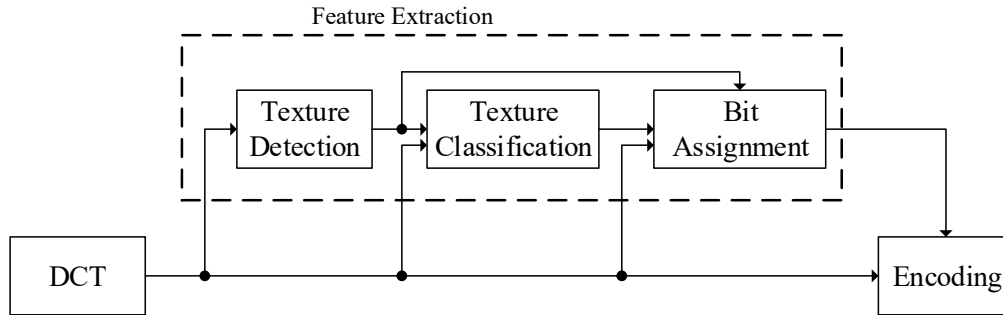 Feature Extraction
Texture
Detection
Texture
Classification
Bit
Assignment
DCT
Encoding